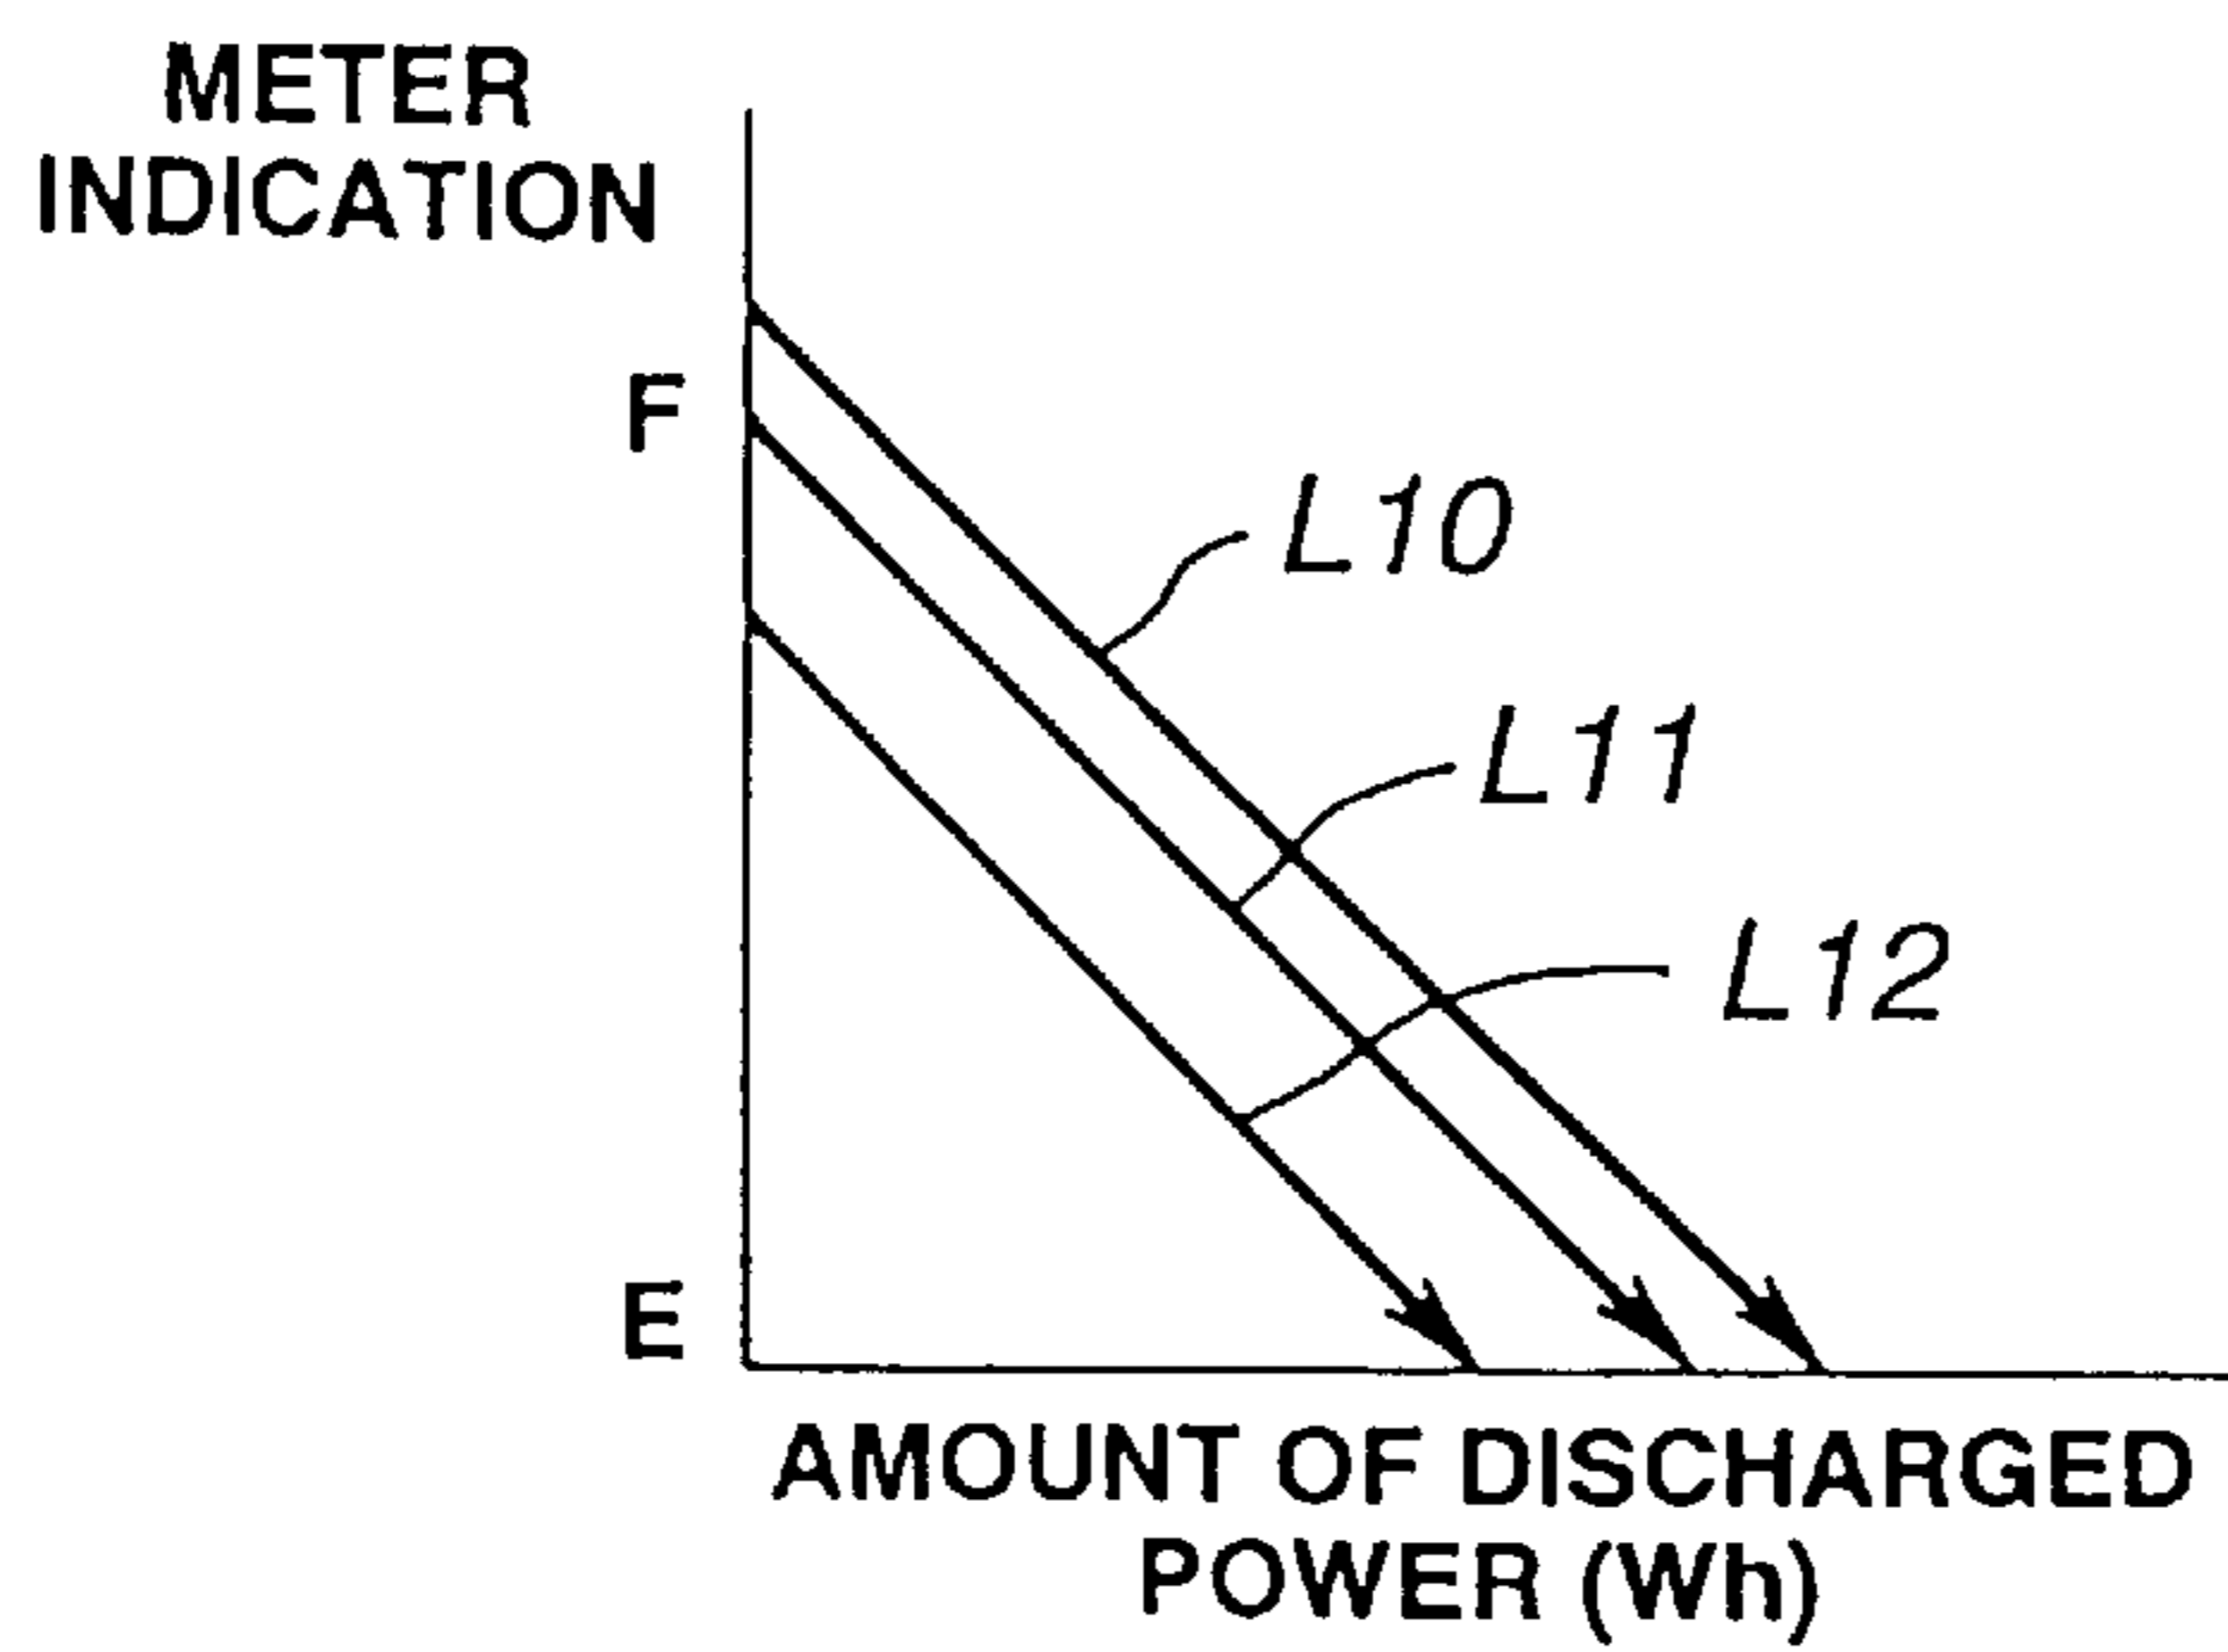 METER
INDICATION
F
L10
L11
L12
E
AMOUNT OF DISCHARGED
POWER (Wh)